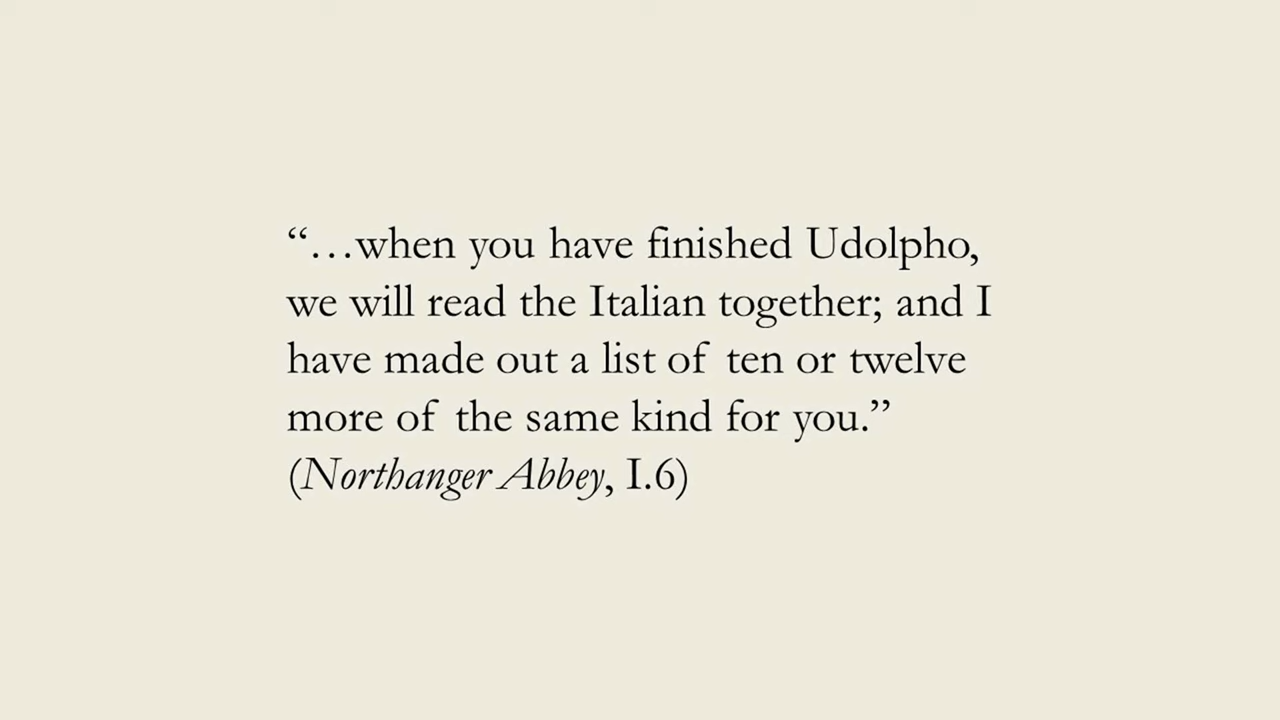 “…when you have finished Udolpho,
we will read the Italian together; and I
have made out a list of ten or twelve
more of the same kind for you.”
(Northanger Abbey, I.6)